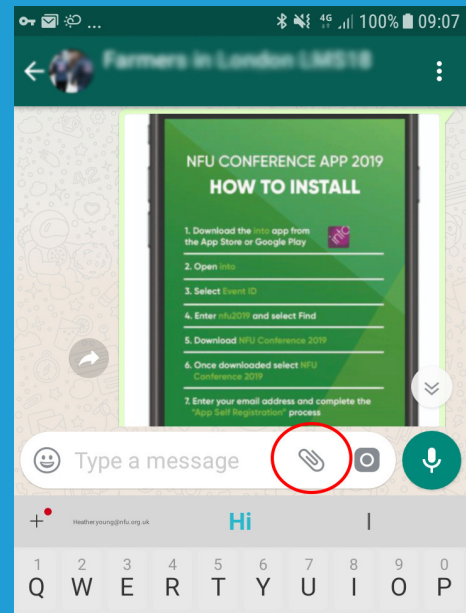 ... 4G 100% 09:07
NFU CONFERENCE APP 2019
HOW TO INSTALL
1. Download the into app from
the App Store or Google Play
into
2. Open into
3. Select Event ID
4. Enter nfu2019 and select Find
5. Download NFU Conference 2019
6. Once downloaded select NFU
Conference 2019
7. Enter your email address and complete the
"App Self Registration" process
Type a message
+ Heatheryoung@nfu.org.uk Hi I
1 2 3 4 5 6 7 8 9 0
Q W E R T Y U I O P